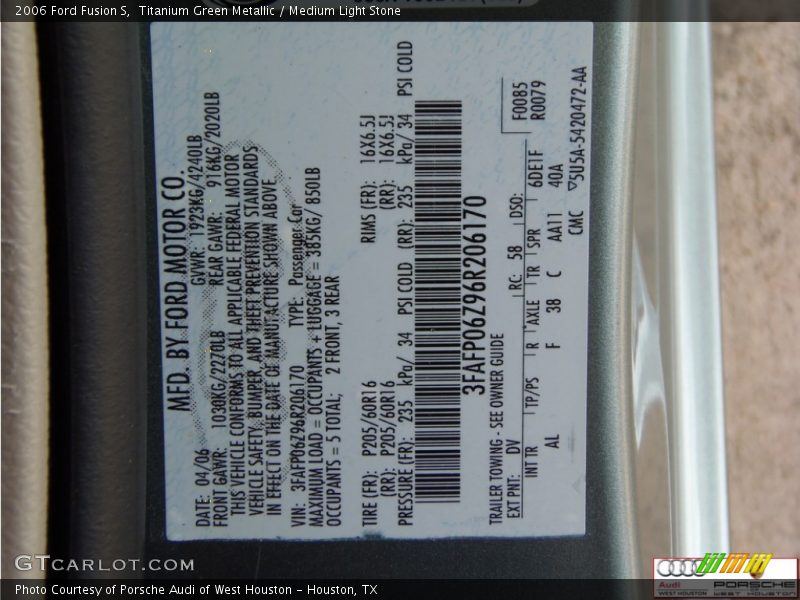 2006 Ford Fusion S,  Titanium Green Metallic / Medium Light Stone
MFD. BY FORD MOTOR CO.
DATE: 04/06 GVWR: 1923KG/4240LB
FRONT GAWR: 1030KG/2270LB REAR GAWR: 916KG/2020LB
THIS VEHICLE CONFORMS TO ALL APPLICABLE FEDERAL MOTOR
VEHICLE SAFETY, BUMPER, AND THEFT PREVENTION STANDARDS
IN EFFECT ON THE DATE OF MANUFACTURE SHOWN ABOVE.
VIN: 3FAFP06Z96R206170 TYPE: Passenger Car
MAXIMUM LOAD = OCCUPANTS + LUGGAGE = 385KG/ 850LB
OCCUPANTS = 5 TOTAL; 2 FRONT, 3 REAR
TIRE (FR): P205/60R16 RIMS (FR): 16X6.5J
(RR): P205/60R16 (RR): 16X6.5J
PRESSURE (FR): 235 kPa/ 34 PSI COLD (RR): 235 kPa/ 34 PSI COLD
3FAFP06Z96R206170
TRAILER TOWING - SEE OWNER GUIDE
F0085
R0079
EXT PNT: DV RC: 58 DSO:
INT TR TP/PS R AXLE TR SPR 6DE1F
AL F 38 C AA11 40A
CMC 5U5A-5420472-AA
GTCARLOT.COM
Photo Courtesy of Porsche Audi of West Houston – Houston, TX
Audi
WEST HOUSTON
PORSCHE
WEST HOUSTON